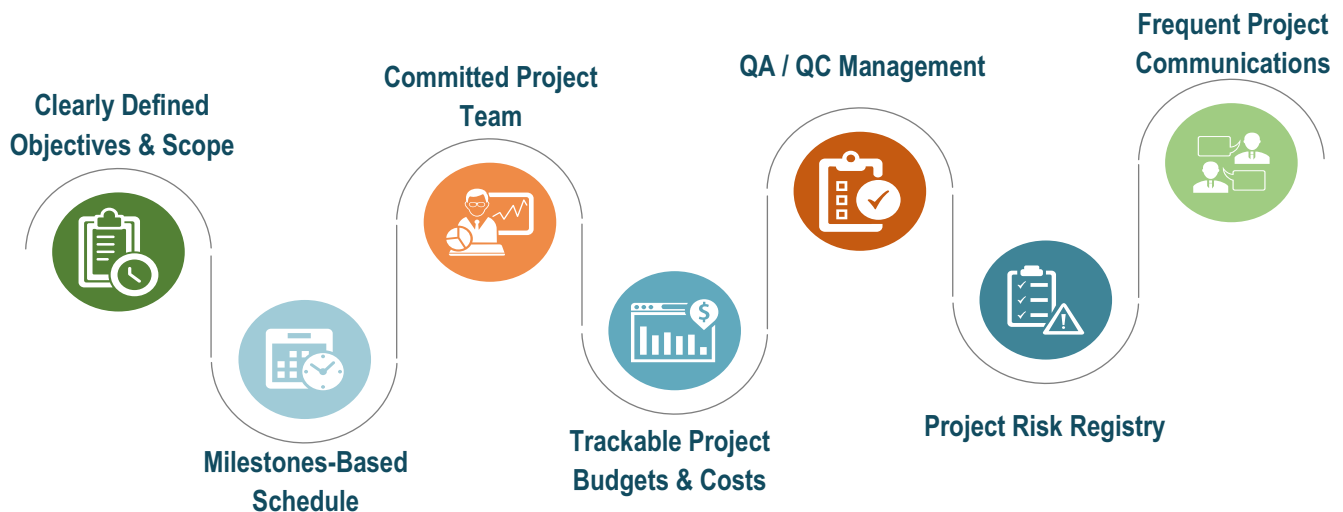 Clearly Defined
Objectives & Scope
Milestones-Based
Schedule
Committed Project
Team
Trackable Project
Budgets & Costs
$
QA / QC Management
Project Risk Registry
!
Frequent Project
Communications